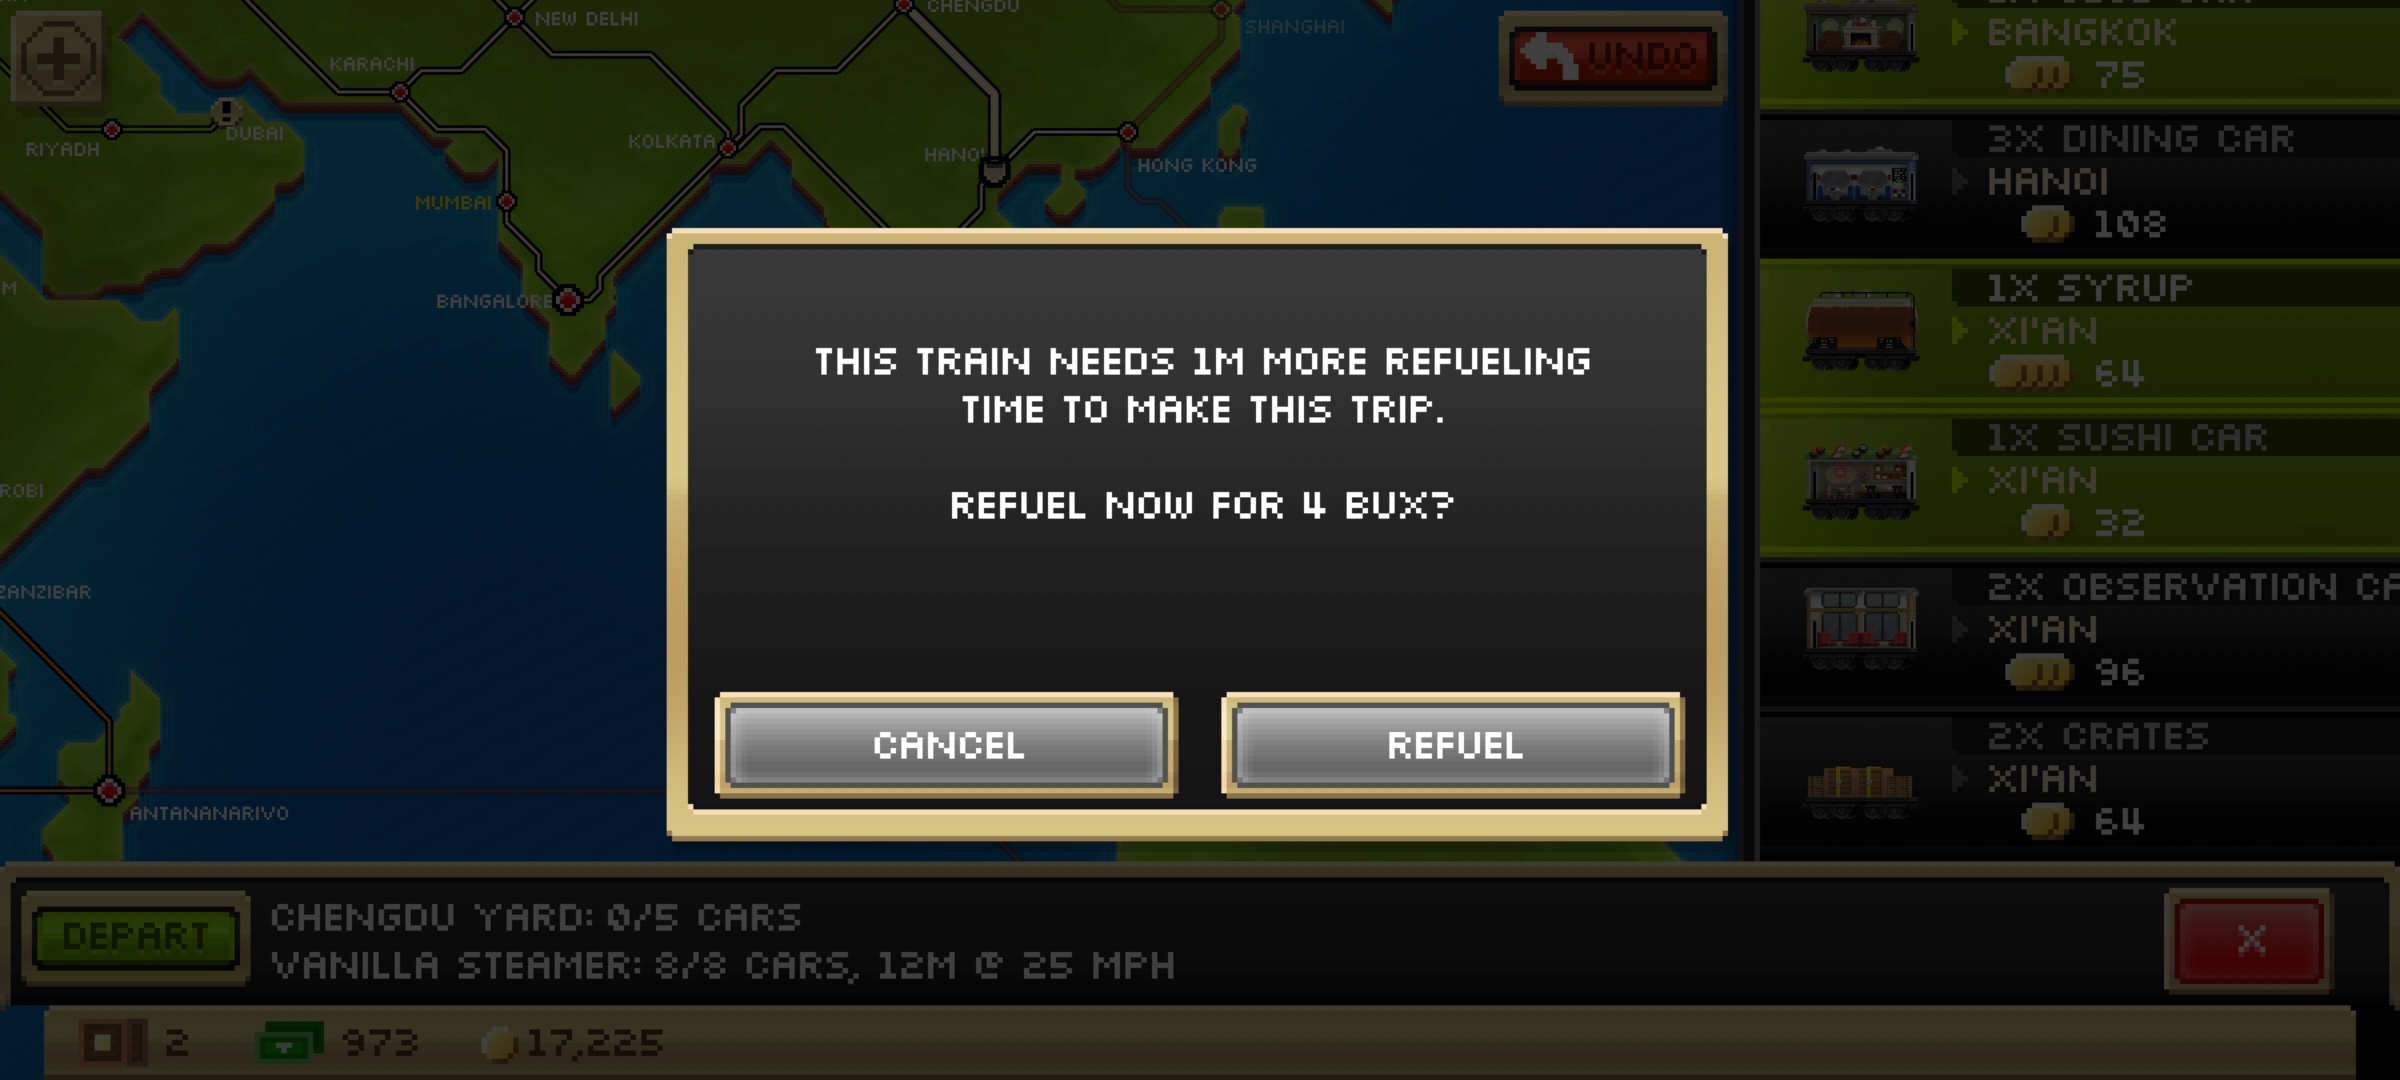 NEW DELHI
CHENGDU
SHANGHAI
UNDO
KARACHI
RIYADH
DUBAI
KOLKATA
HANOI
HONG KONG
MUMBAI
BANGALORE
M
ROBI
ZANZIBAR
ANTANANARIVO
THIS TRAIN NEEDS 1M MORE REFUELING
TIME TO MAKE THIS TRIP.
REFUEL NOW FOR 4 BUX?
CANCEL
REFUEL
BANGKOK
75
3X DINING CAR
HANOI
108
1X SYRUP
XI'AN
64
1X SUSHI CAR
XI'AN
32
2X OBSERVATION CA
XI'AN
96
2X CRATES
XI'AN
64
DEPART
CHENGDU YARD: 0/5 CARS
VANILLA STEAMER: 8/8 CARS, 12M @ 25 MPH
X
2
973
17,225